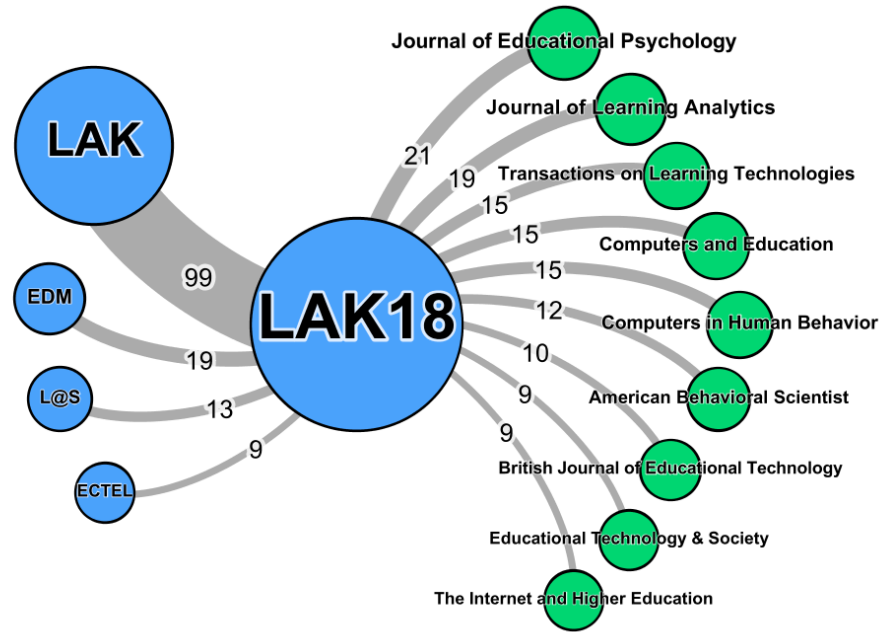 Journal of Educational Psychology
LAK
Journal of Learning Analytics
21
19
Transactions on Learning Technologies
15
15
Computers and Education
99
15
EDM
LAK18
12
Computers in Human Behavior
19
10
L@S
13
9
American Behavioral Scientist
9
9
British Journal of Educational Technology
ECTEL
Educational Technology & Society
The Internet and Higher Education